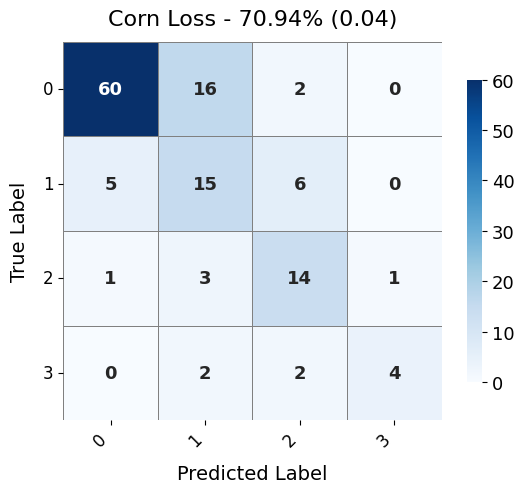 Corn Loss - 70.94% (0.04)
0 60 16 2 0
1 5 15 6 0
2 1 3 14 1
3 0 2 2 4
0 1 2 3
True Label
Predicted Label
60
50
40
30
20
10
0